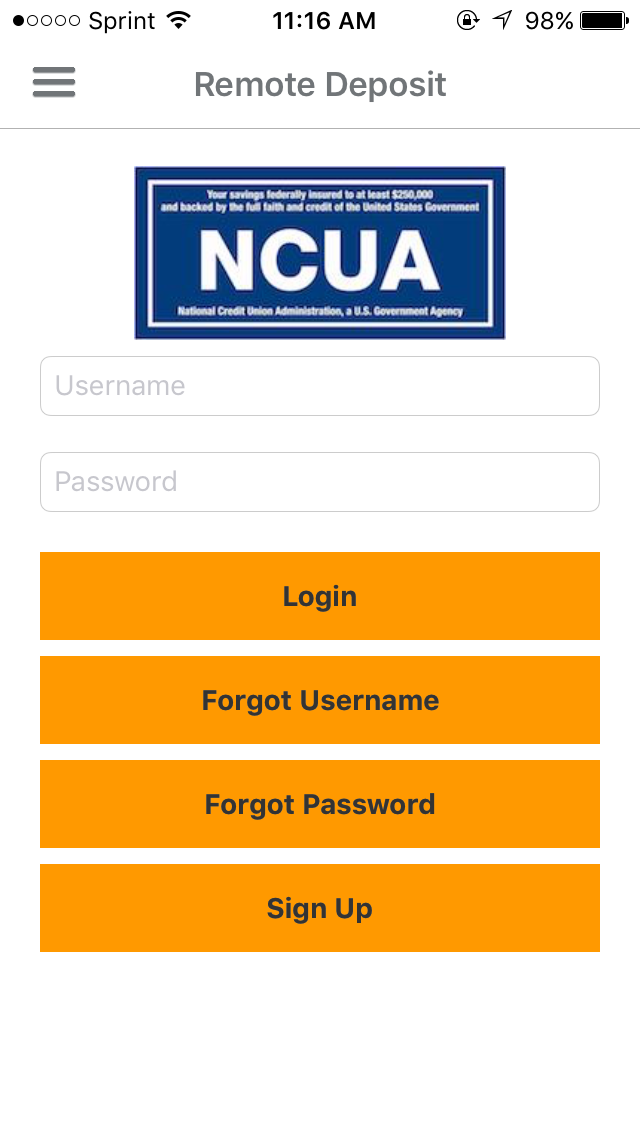 Sprint 11:16 AM 98%
Remote Deposit
Your savings federally insured to at least $250,000
and backed by the full faith and credit of the United States Government
NCUA
National Credit Union Administration, a U.S. Government Agency
Username
Password
Login
Forgot Username
Forgot Password
Sign Up